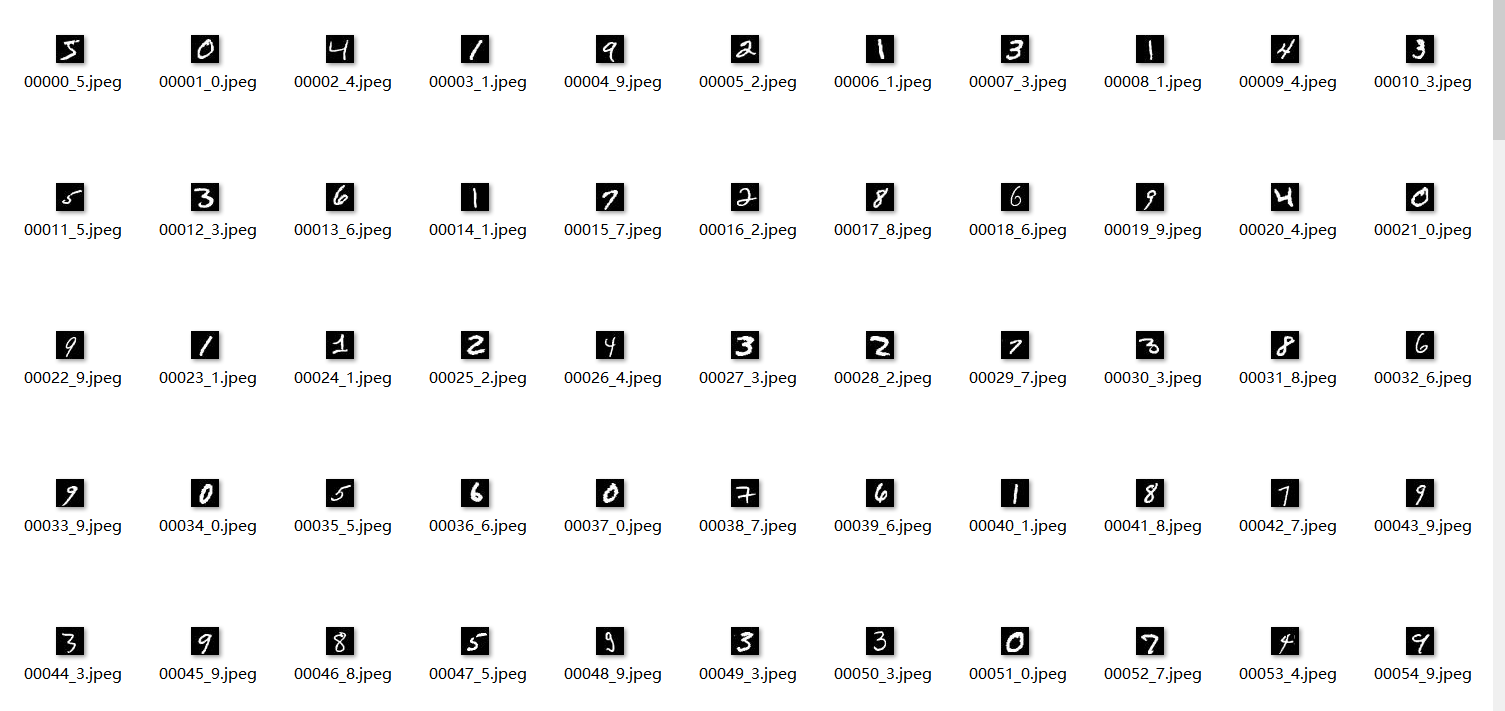 5 0 4 1 9 2 1 3 1 4 3
00000_5.jpeg 00001_0.jpeg 00002_4.jpeg 00003_1.jpeg 00004_9.jpeg 00005_2.jpeg 00006_1.jpeg 00007_3.jpeg 00008_1.jpeg 00009_4.jpeg 00010_3.jpeg
5 3 6 1 7 2 8 6 9 4 0
00011_5.jpeg 00012_3.jpeg 00013_6.jpeg 00014_1.jpeg 00015_7.jpeg 00016_2.jpeg 00017_8.jpeg 00018_6.jpeg 00019_9.jpeg 00020_4.jpeg 00021_0.jpeg
9 1 1 2 4 3 2 7 3 8 6
00022_9.jpeg 00023_1.jpeg 00024_1.jpeg 00025_2.jpeg 00026_4.jpeg 00027_3.jpeg 00028_2.jpeg 00029_7.jpeg 00030_3.jpeg 00031_8.jpeg 00032_6.jpeg
9 0 5 6 0 7 6 1 8 7 9
00033_9.jpeg 00034_0.jpeg 00035_5.jpeg 00036_6.jpeg 00037_0.jpeg 00038_7.jpeg 00039_6.jpeg 00040_1.jpeg 00041_8.jpeg 00042_7.jpeg 00043_9.jpeg
3 9 8 5 9 3 3 0 7 4 9
00044_3.jpeg 00045_9.jpeg 00046_8.jpeg 00047_5.jpeg 00048_9.jpeg 00049_3.jpeg 00050_3.jpeg 00051_0.jpeg 00052_7.jpeg 00053_4.jpeg 00054_9.jpeg